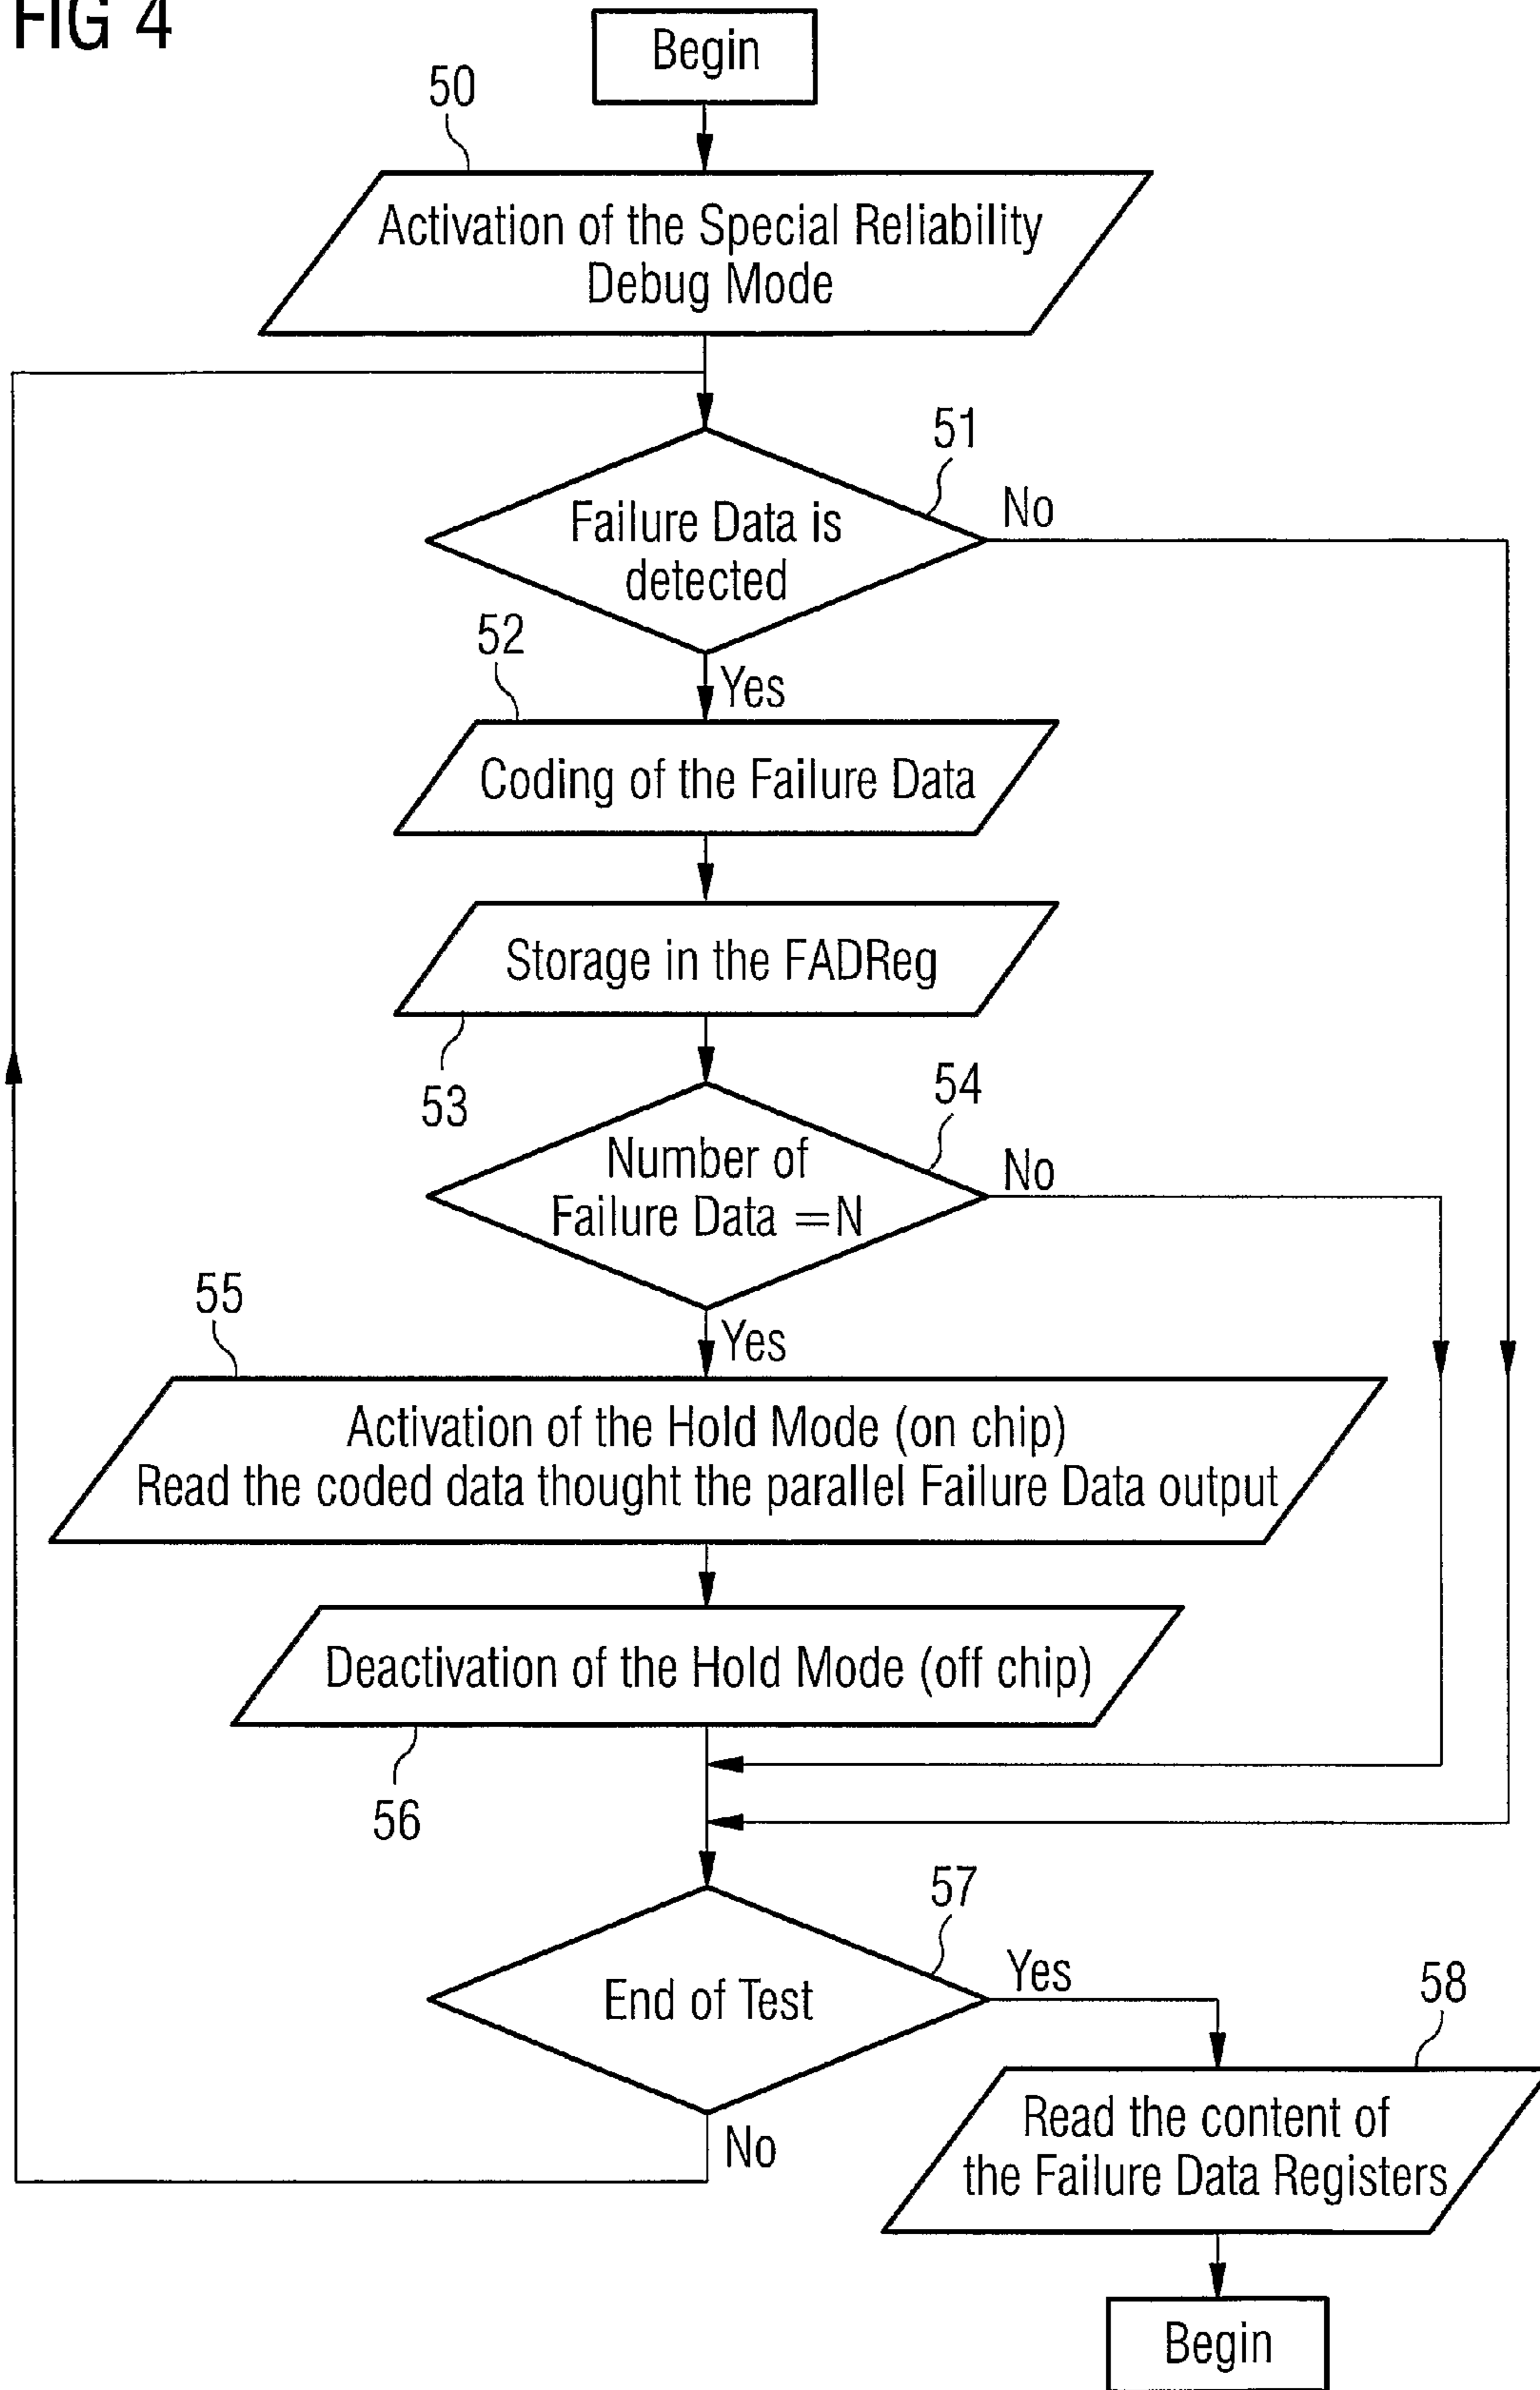 FIG 4
Begin
50
Activation of the Special Reliability
Debug Mode
51
Failure Data is
detected
No
52
Yes
Coding of the Failure Data
Storage in the FADReg
53
54
Number of
Failure Data =N
No
55
Yes
Activation of the Hold Mode (on chip)
Read the coded data thought the parallel Failure Data output
Deactivation of the Hold Mode (off chip)
56
57
End of Test
Yes
58
No
Read the content of
the Failure Data Registers
Begin